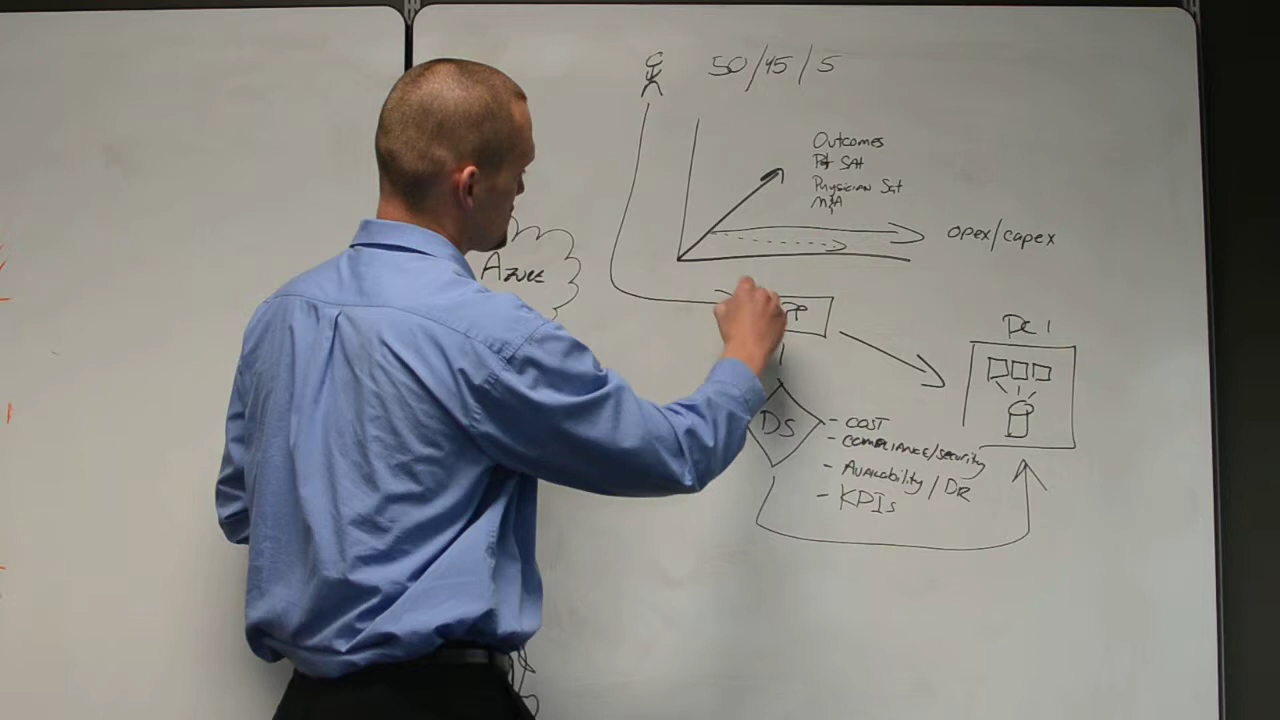 50/45/5
Outcomes
Pt SAT
Physician Sat
M&A
opex/capex
Azure
DC 1
DS
- COST
- COMPLIANCE/security
- Availability / DR
- KPIs